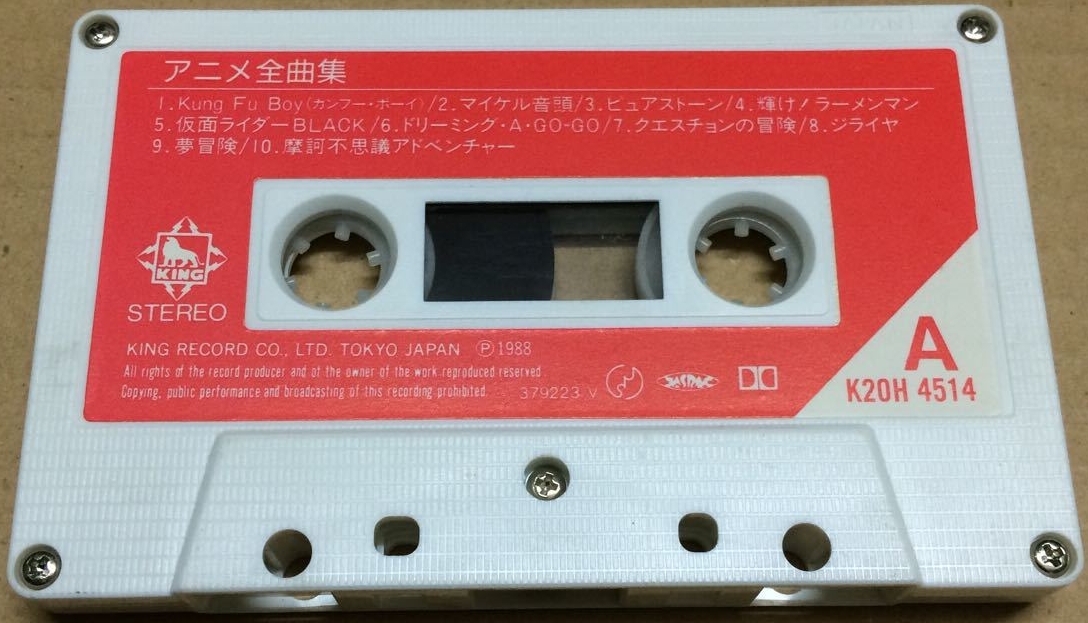 アニメ全曲集
1.Kung Fu Boy(カンフー・ボーイ)/2.マイケル音頭/3.ピュアストーン/4.輝け!ラーメンマン
5.仮面ライダーBLACK/6.ドリーミング・A・GO-GO/7.クエスチョンの冒険/8.ジライヤ
9.夢冒険/10.摩訶不思議アドベンチャー
KING
STEREO
KING RECORD CO., LTD. TOKYO JAPAN Ⓟ1988
All rights of the record producer and of the owner of the work reproduced reserved.
Copying, public performance and broadcasting of this recording prohibited. 379223 V
JASRAC
A
K20H 4514